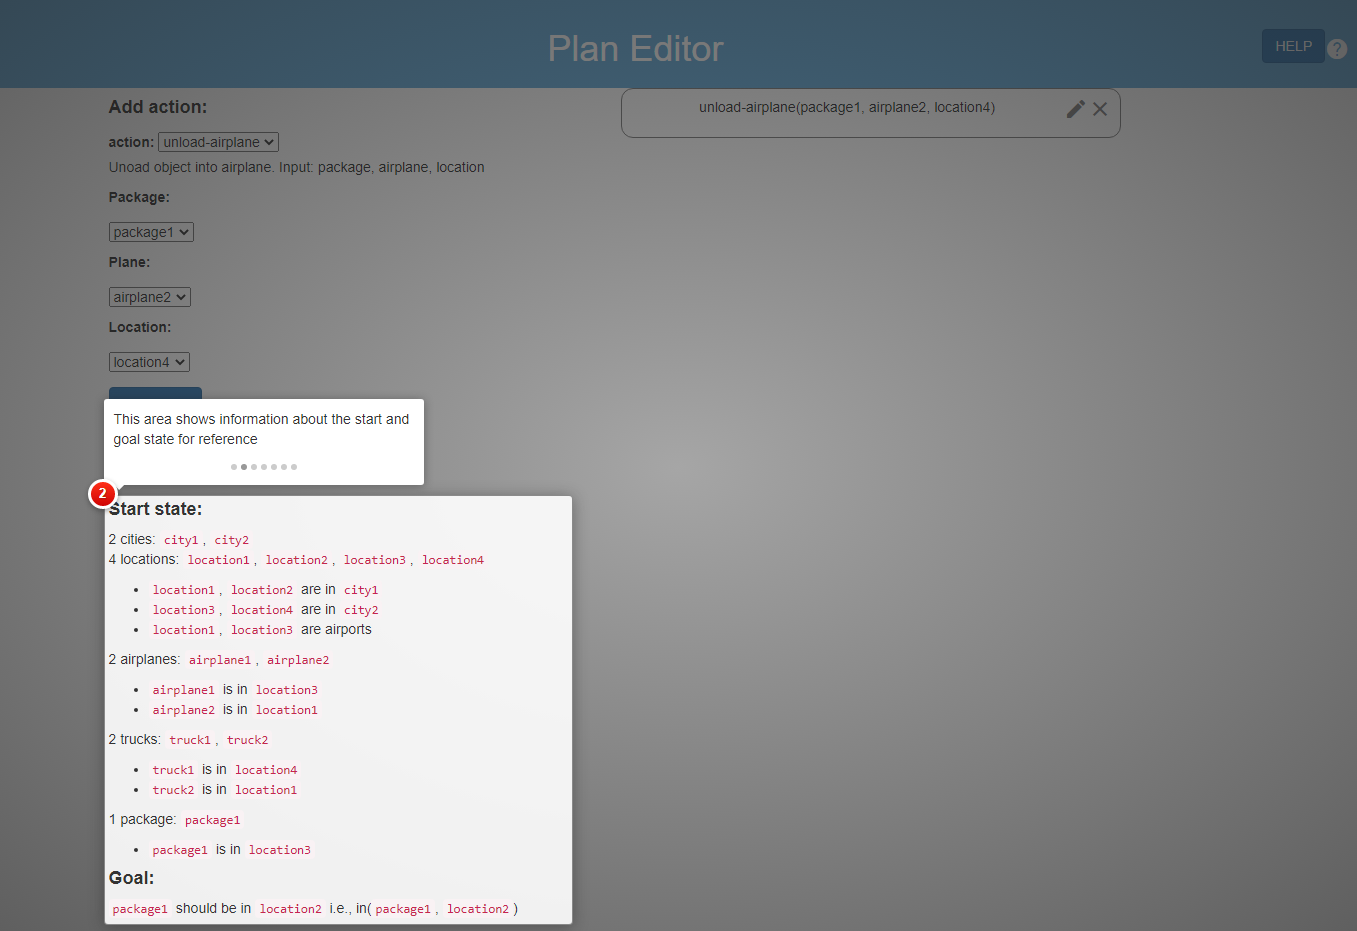 Plan Editor
HELP
?
Add action:
action: unload-airplane
Unoad object into airplane. Input: package, airplane, location
Package:
package1
Plane:
airplane2
Location:
location4
unload-airplane(package1, airplane2, location4)
This area shows information about the start and
goal state for reference
2
Start state:
2 cities: city1, city2
4 locations: location1, location2, location3, location4
• location1, location2 are in city1
• location3, location4 are in city2
• location1, location3 are airports
2 airplanes: airplane1, airplane2
• airplane1 is in location3
• airplane2 is in location1
2 trucks: truck1, truck2
• truck1 is in location4
• truck2 is in location1
1 package: package1
• package1 is in location3
Goal:
package1 should be in location2 i.e., in( package1, location2 )